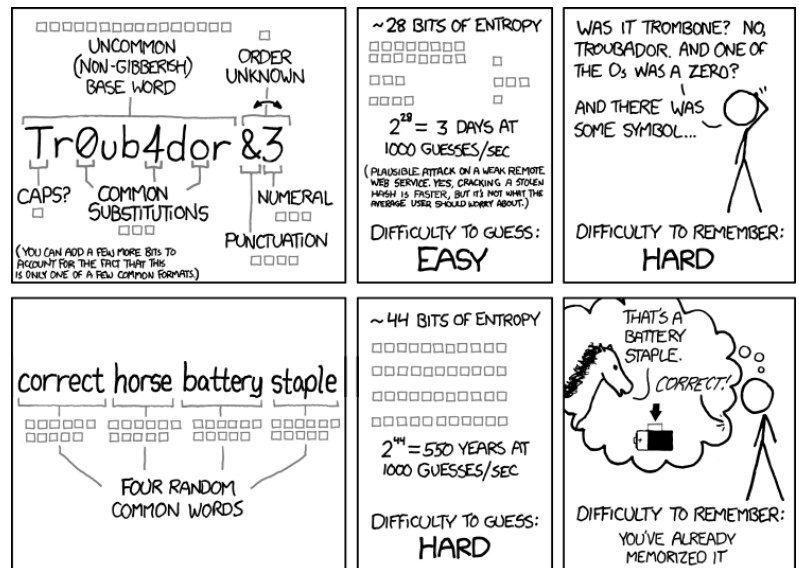 UNCOMMON
(NON-GIBBERISH)
BASE WORD
ORDER
UNKNOWN
Tr0ub4dor &3
CAPS?
COMMON
SUBSTITUTIONS
NUMERAL
PUNCTUATION
(YOU CAN ADD A FEW MORE BITS TO
ACCOUNT FOR THE FACT THAT THIS
IS ONLY ONE OF A FEW COMMON FORMATS.)
~28 BITS OF ENTROPY
2^28 = 3 DAYS AT
1000 GUESSES/SEC
(PLAUSIBLE ATTACK ON A WEAK REMOTE
WEB SERVICE. YES, CRACKING A STOLEN
HASH IS FASTER, BUT IT'S NOT WHAT THE
AVERAGE USER SHOULD WORRY ABOUT.)
DIFFICULTY TO GUESS:
EASY
WAS IT TROMBONE? NO,
TROUBADOR. AND ONE OF
THE Os WAS A ZERO?
AND THERE WAS
SOME SYMBOL...
DIFFICULTY TO REMEMBER:
HARD
correct horse battery staple
FOUR RANDOM
COMMON WORDS
~44 BITS OF ENTROPY
2^44 = 550 YEARS AT
1000 GUESSES/SEC
DIFFICULTY TO GUESS:
HARD
THAT'S A
BATTERY
STAPLE.
CORRECT!
DIFFICULTY TO REMEMBER:
YOU'VE ALREADY
MEMORIZED IT